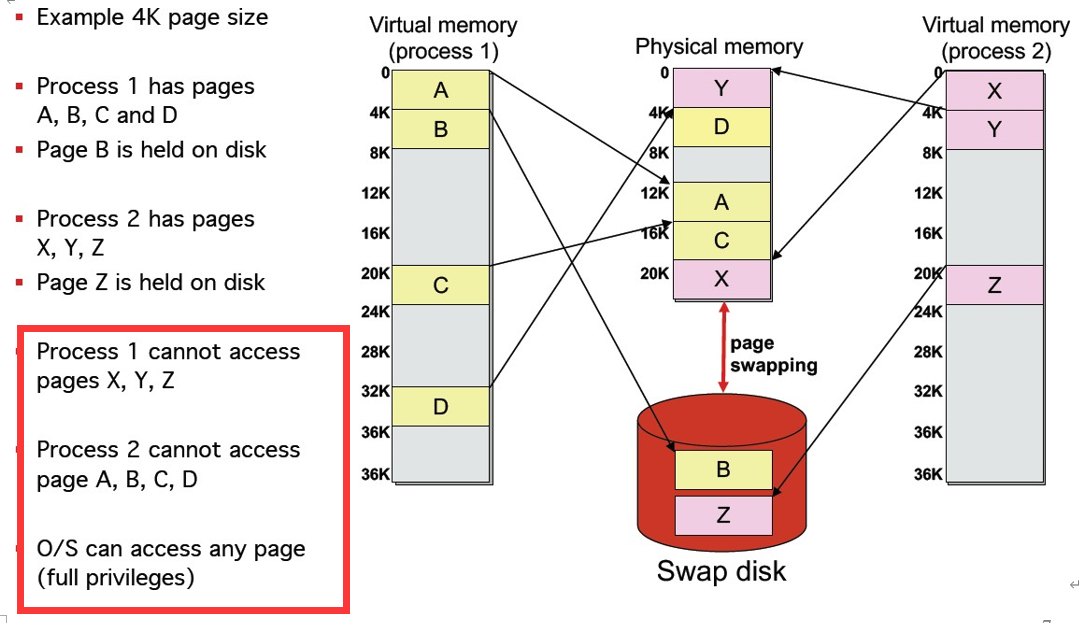 Example 4K page size
Process 1 has pages
A, B, C and D
Page B is held on disk
Process 2 has pages
X, Y, Z
Page Z is held on disk
Process 1 cannot access
pages X, Y, Z
Process 2 cannot access
page A, B, C, D
O/S can access any page
(full privileges)
Virtual memory
(process 1)
0
A
4K
B
8K
12K
16K
20K
C
24K
28K
32K
D
36K
36K
Physical memory
0
Y
4K
D
8K
12K
A
16K
C
20K
X
page
swapping
B
Z
Swap disk
Virtual memory
(process 2)
0
X
4K
Y
8K
12K
16K
20K
Z
24K
28K
32K
36K
36K